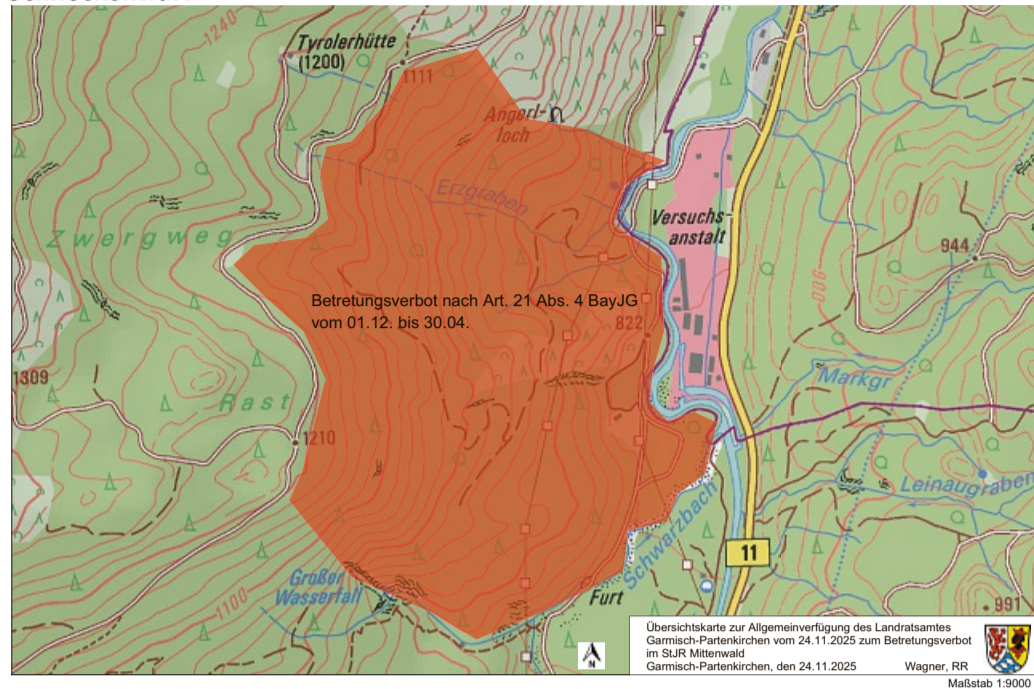 Tyrolerhütte
(1200)
1240
1111
Angerl-
loch
Erzgraben
Versuchs-
anstalt
Zwergweg
944
900
Betretungsverbot nach Art. 21 Abs. 4 BayJG
vom 01.12. bis 30.04.
822
1309
Rast
Markgr
1210
Leinaugraben
Schwarzbach
11
Großer
Wasserfall
1100
Furt
991
N
Übersichtskarte zur Allgemeinverfügung des Landratsamtes
Garmisch-Partenkirchen vom 24.11.2025 zum Betretungsverbot
im StJR Mittenwald
Garmisch-Partenkirchen, den 24.11.2025 Wagner, RR
Maßstab 1:9000